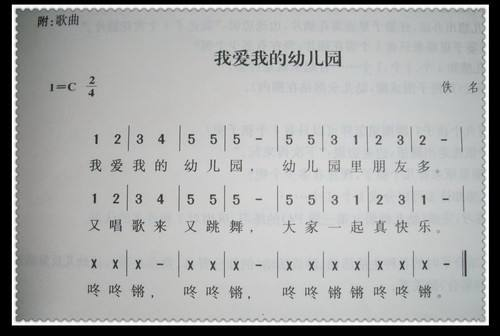 附：歌曲
我爱我的幼儿园
1=C 2/4
佚 名
1 2 | 3 4 | 5 5 | 5 - | 5 5 | 3 1 | 2 3 | 2 - |
我 爱 我 的 幼 儿 园， 幼 儿 园 里 朋 友 多，
1 2 | 3 4 | 5 5 | 5 - | 5 5 | 3 1 | 2 3 | 1 - |
又 唱 歌 来 又 跳 舞， 大 家 一 起 真 快 乐。
x x | x - | x x | x - | x x | x x | x x | x - ‖
咚 咚 锵， 咚 咚 锵， 咚 咚 锵 锵 咚 咚 锵。